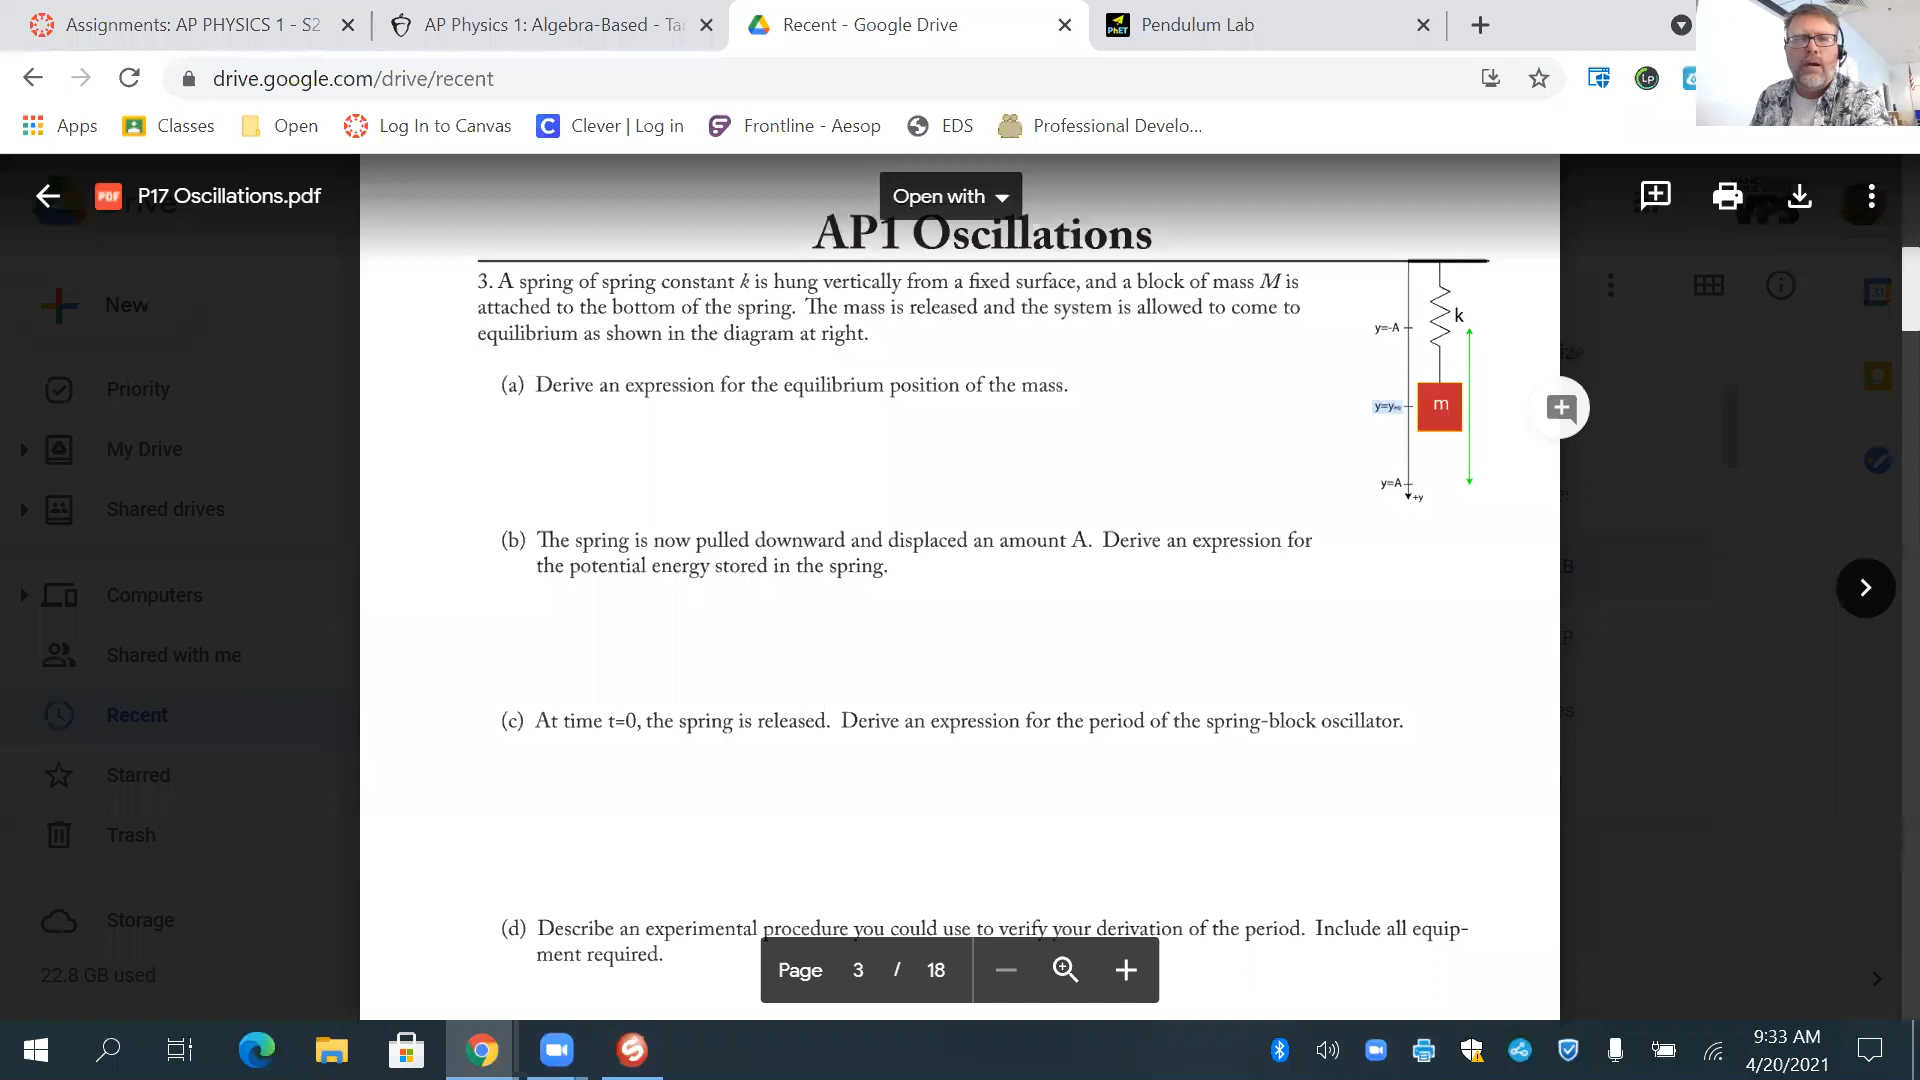 Assignments: AP PHYSICS 1 - S2
AP Physics 1: Algebra-Based - Ta
Recent - Google Drive
Pendulum Lab
drive.google.com/drive/recent
Apps
Classes
Open
Log In to Canvas
Clever | Log in
Frontline - Aesop
EDS
Professional Develo...
P17 Oscillations.pdf
Open with
AP1 Oscillations
3. A spring of spring constant k is hung vertically from a fixed surface, and a block of mass M is
attached to the bottom of the spring. The mass is released and the system is allowed to come to
equilibrium as shown in the diagram at right.
k
y=-A
y=yeq
m
y=A
+y
(a) Derive an expression for the equilibrium position of the mass.
(b) The spring is now pulled downward and displaced an amount A. Derive an expression for
the potential energy stored in the spring.
(c) At time t=0, the spring is released. Derive an expression for the period of the spring-block oscillator.
(d) Describe an experimental procedure you could use to verify your derivation of the period. Include all equip-
ment required.
New
Priority
My Drive
Shared drives
Computers
Shared with me
Recent
Starred
Trash
Storage
22.8 GB used
Page 3 / 18
9:33 AM
4/20/2021